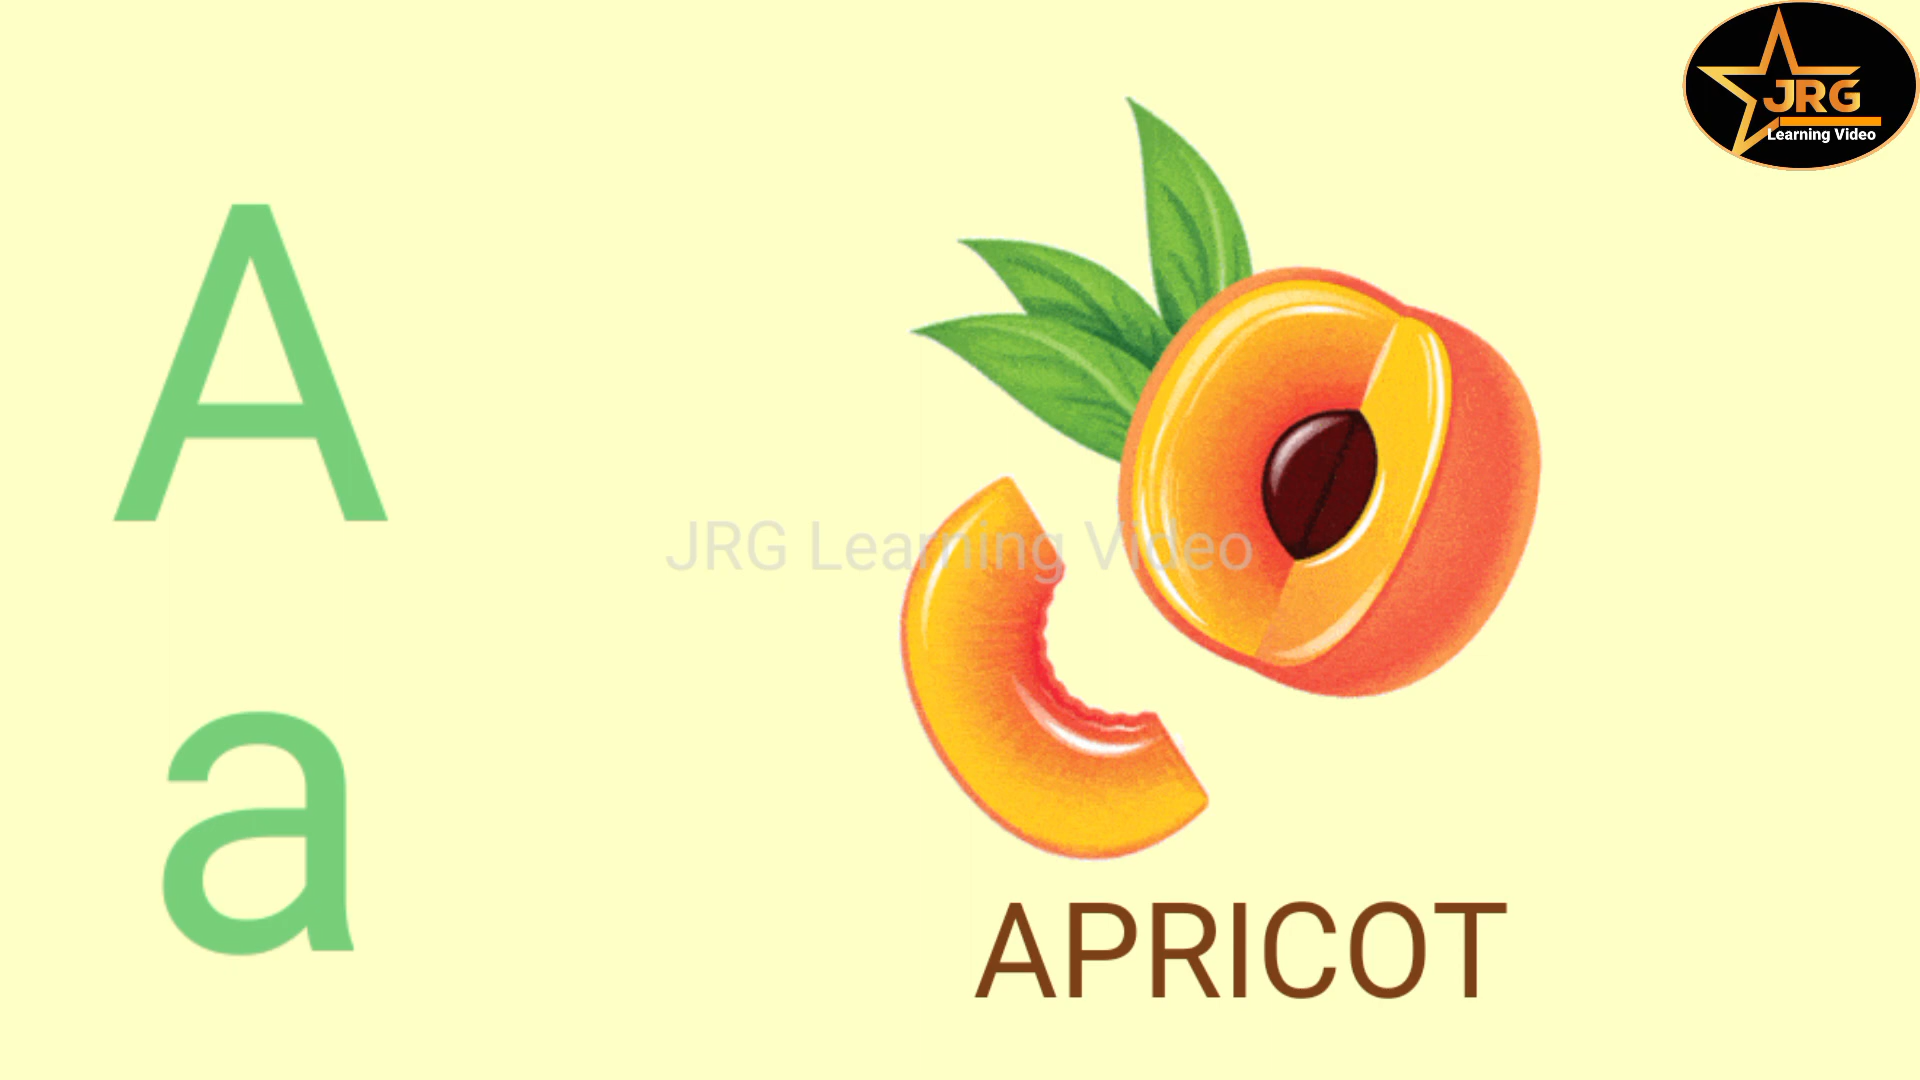 JRG
Learning Video
A
JRG Learning Video
a
APRICOT